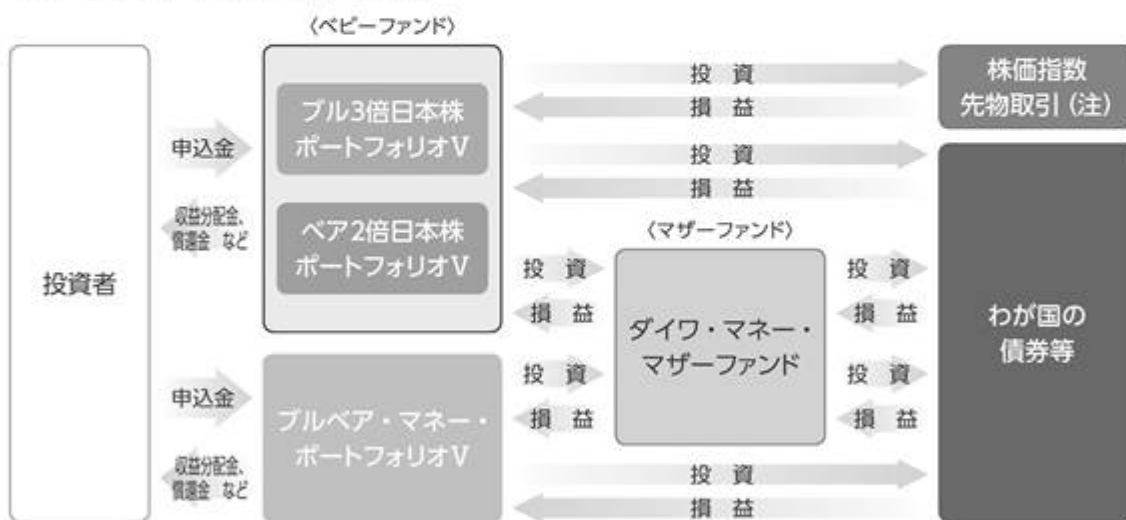 〈ベビーファンド〉
投資者
申込金
収益分配金、
償還金 など
ブル3倍日本株
ポートフォリオⅤ
ベア2倍日本株
ポートフォリオⅤ
投 資
損 益
株価指数
先物取引（注）
投 資
損 益
〈マザーファンド〉
投 資
損 益
ダイワ・マネー・
マザーファンド
投 資
損 益
わが国の
債券等
申込金
収益分配金、
償還金 など
ブルベア・マネー・
ポートフォリオⅤ
投 資
損 益
投 資
損 益
投 資
損 益